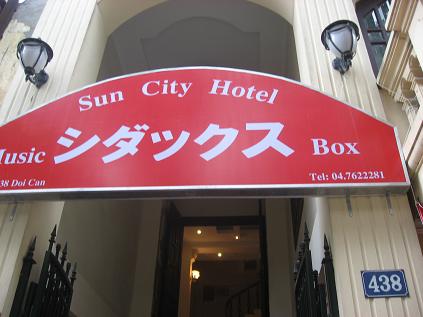 Sun City Hotel
Music シダックス Box
38 Doi Can
Tel: 04.7622281
438